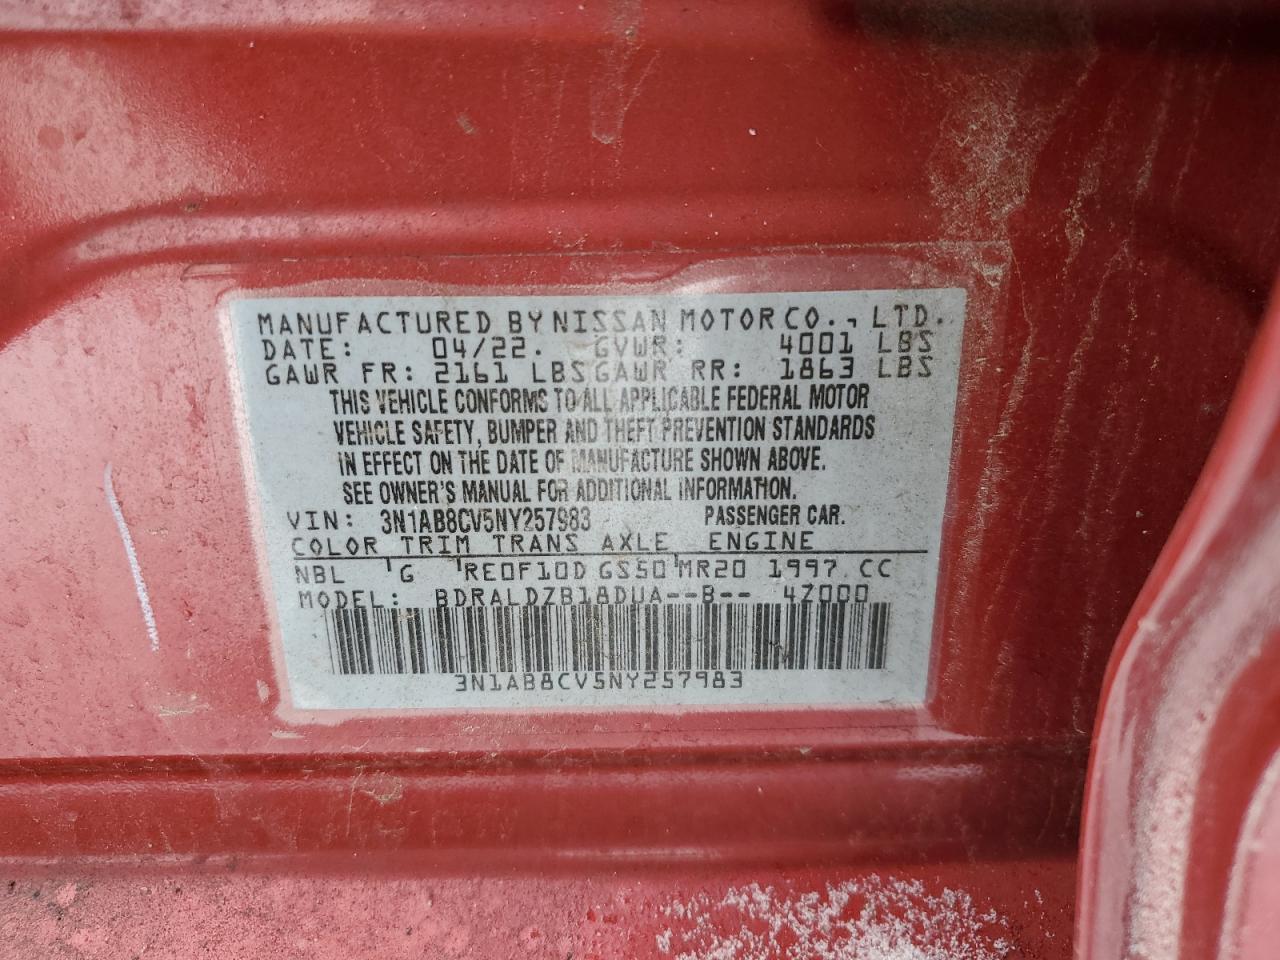 MANUFACTURED BY NISSAN MOTOR CO., LTD.
DATE: 04/22. GVWR: 4001 LBS
GAWR FR: 2161 LBS GAWR RR: 1863 LBS
THIS VEHICLE CONFORMS TO ALL APPLICABLE FEDERAL MOTOR
VEHICLE SAFETY, BUMPER AND THEFT PREVENTION STANDARDS
IN EFFECT ON THE DATE OF MANUFACTURE SHOWN ABOVE.
SEE OWNER'S MANUAL FOR ADDITIONAL INFORMATION.
VIN: 3N1AB8CV5NY257983 PASSENGER CAR.
COLOR TRIM TRANS AXLE ENGINE
NBL G RE0F10D GS50 MR20 1997 CC
MODEL: BDRALDZB18DUA--B-- 4Z000
3N1AB8CV5NY257983